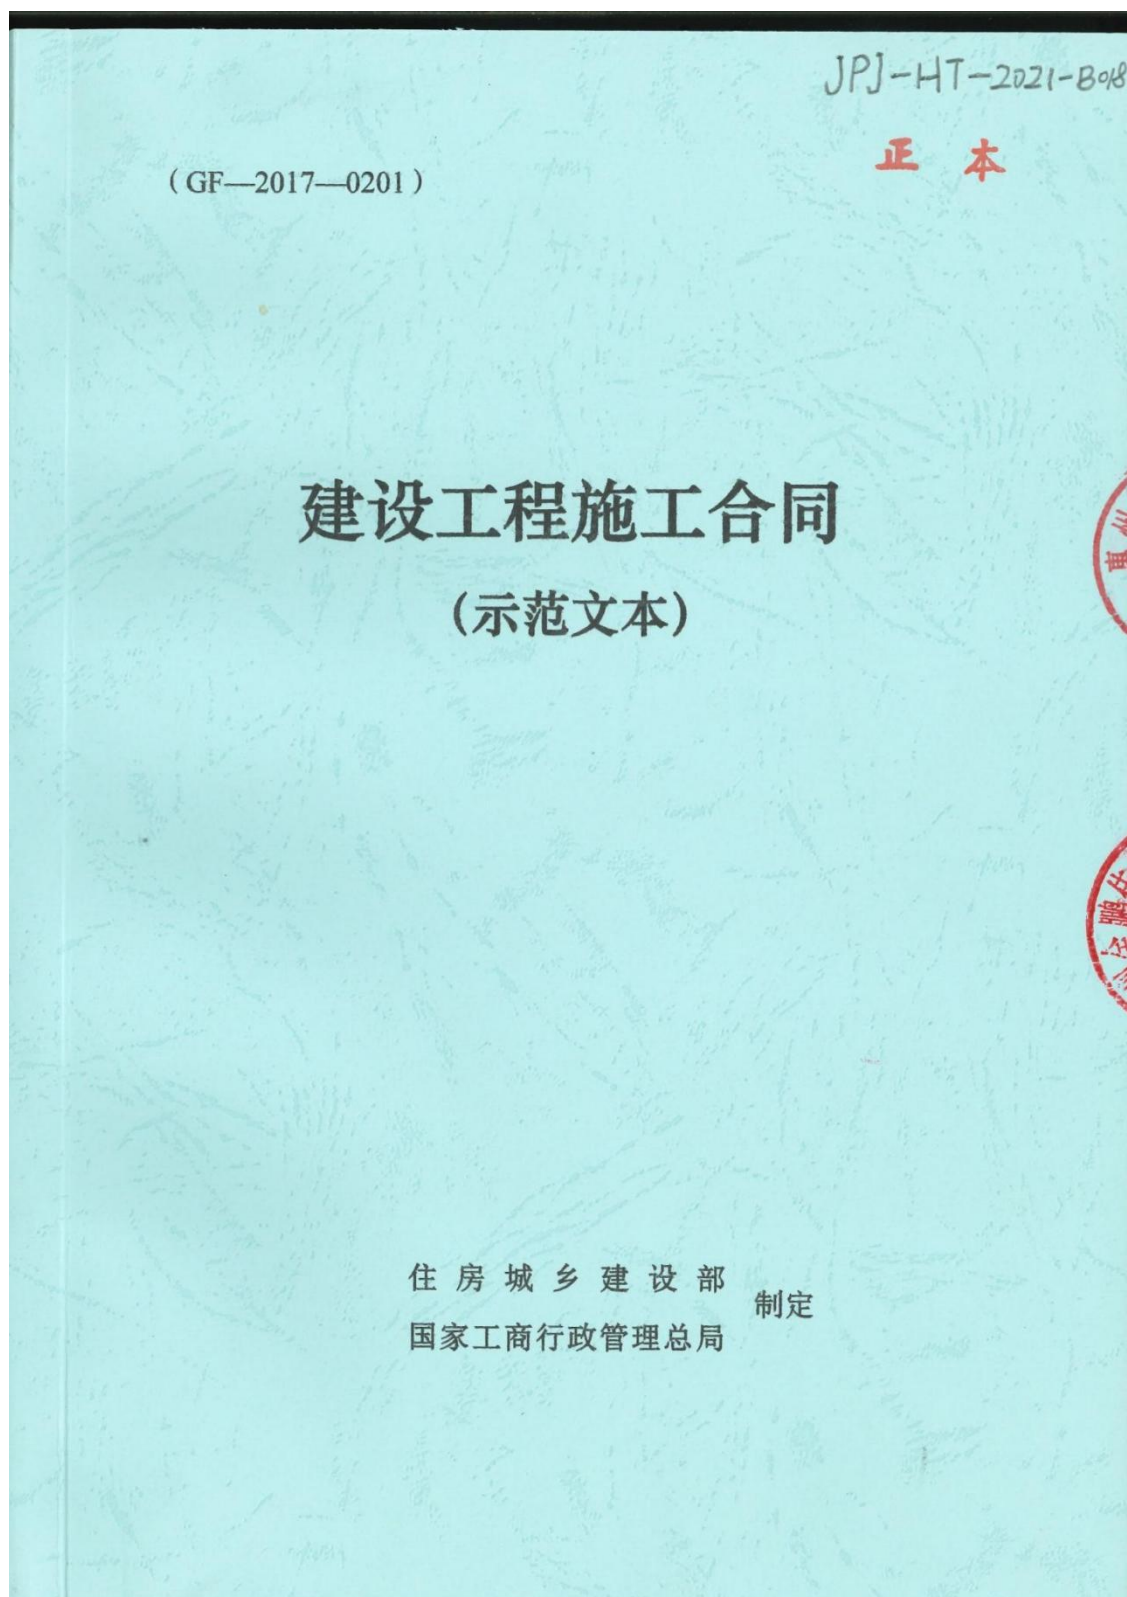 JPJ-HT-2021-B018
正 本
（GF—2017—0201）
建设工程施工合同
（示范文本）
住房城乡建设部
国家工商行政管理总局
制定